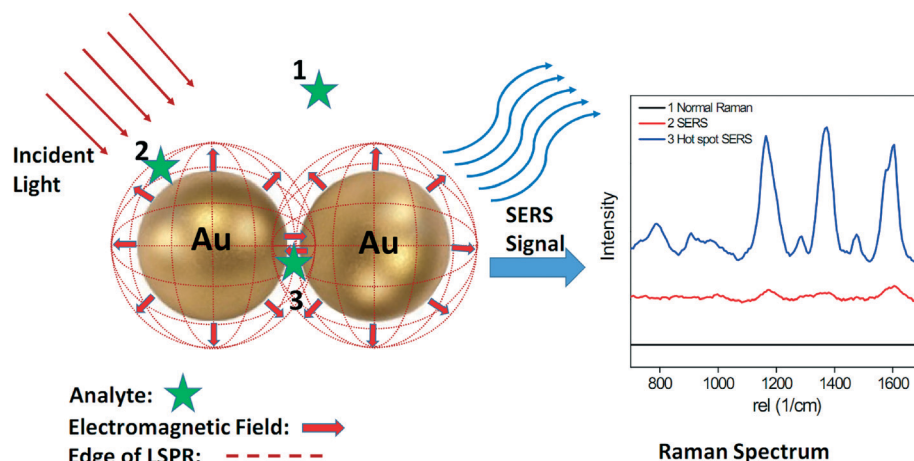 1
2
Incident
Light
Au
Au
3
SERS
Signal
Analyte:
Electromagnetic Field:
Edge of LSPR:
1 Normal Raman
2 SERS
3 Hot spot SERS
Intensity
800 1000 1200 1400 1600
rel (1/cm)
Raman Spectrum